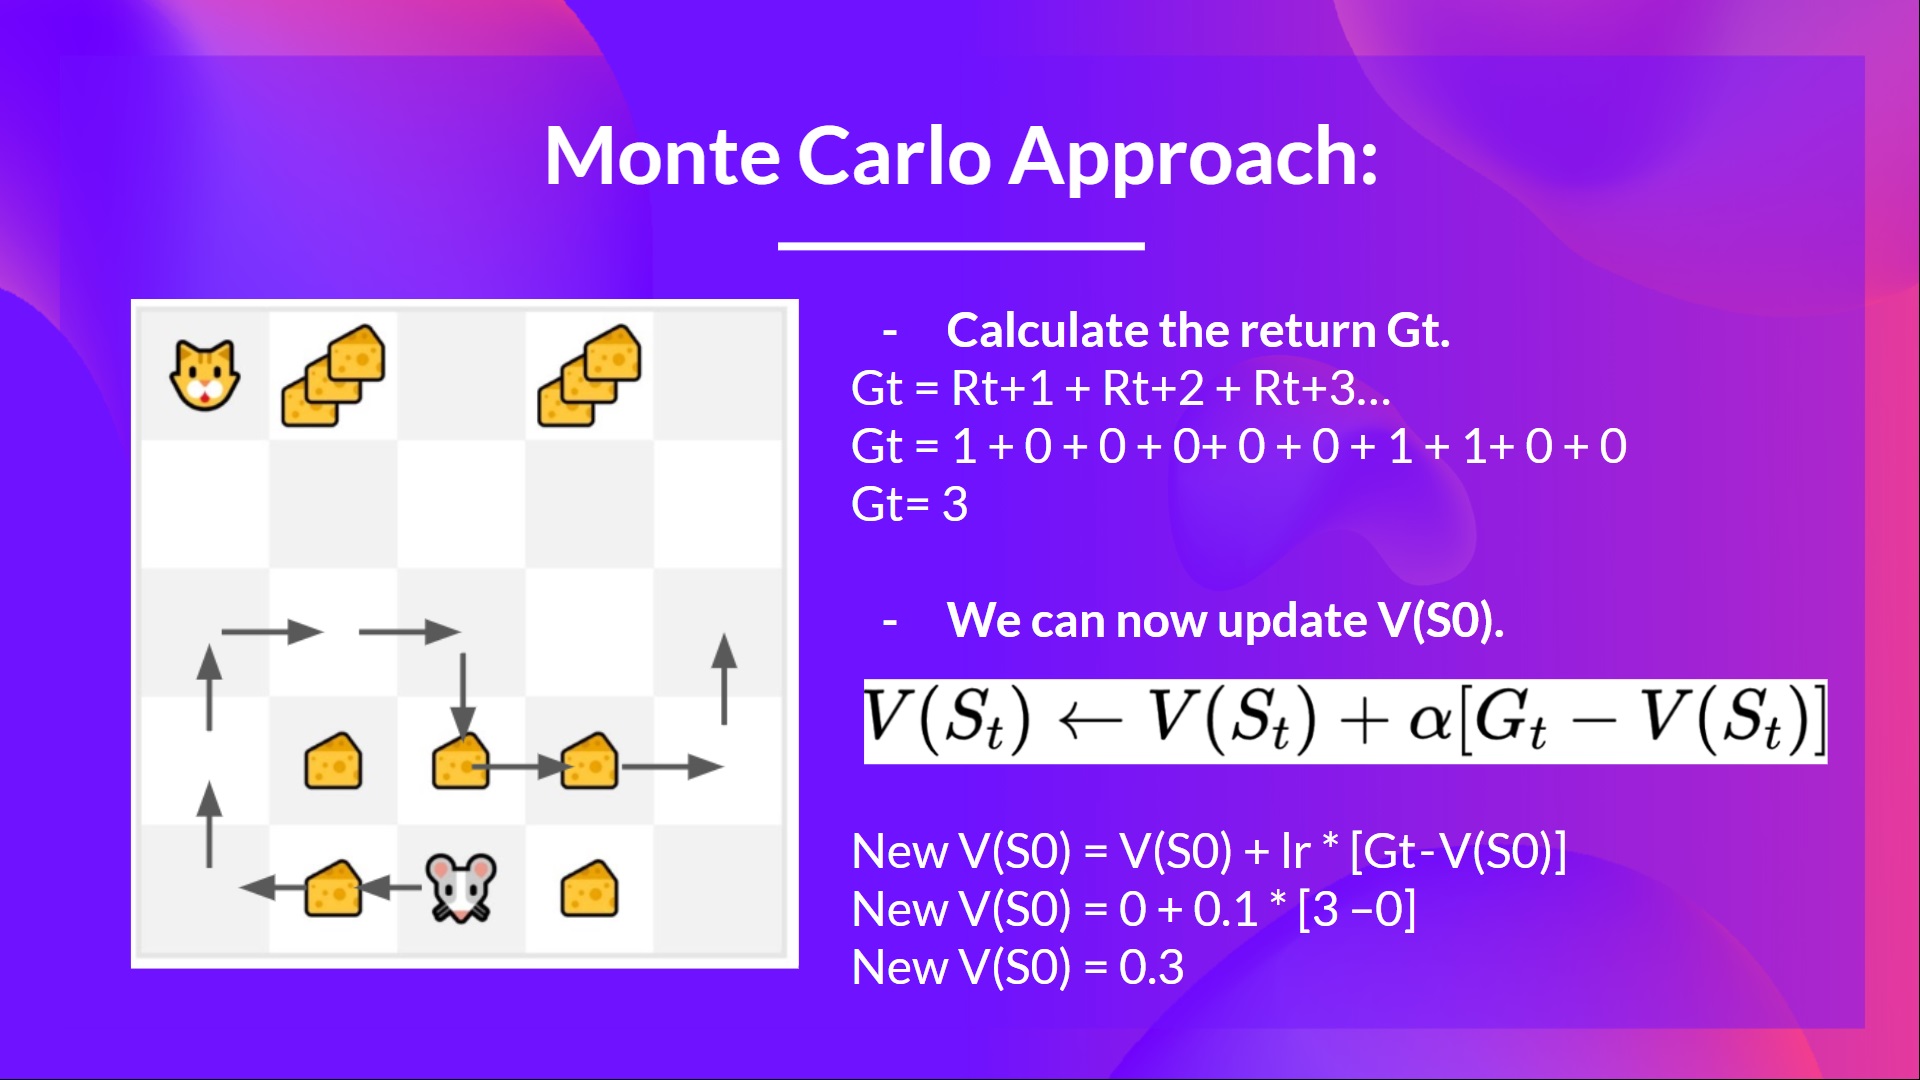 Monte Carlo Approach:
- Calculate the return Gt.
Gt = Rt+1 + Rt+2 + Rt+3...
Gt = 1 + 0 + 0 + 0+ 0 + 0 + 1 + 1+ 0 + 0
Gt= 3
- We can now update V(S0).
V(S_t) ← V(S_t) + α[G_t − V(S_t)]
New V(S0) = V(S0) + lr * [Gt-V(S0)]
New V(S0) = 0 + 0.1 * [3 –0]
New V(S0) = 0.3